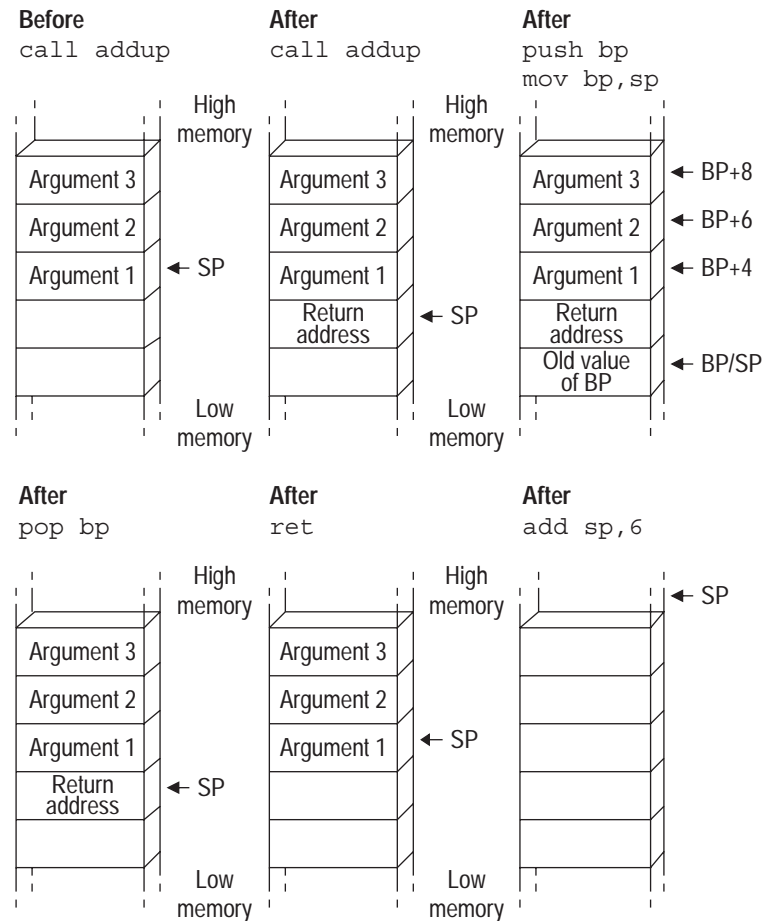 Before
call addup
After
call addup
After
push bp
mov bp,sp
High
memory
High
memory
Argument 3
Argument 2
Argument 1
SP
Low
memory
Argument 3
Argument 2
Argument 1
Return
address
SP
Low
memory
Argument 3
Argument 2
Argument 1
Return
address
Old value
of BP
BP+8
BP+6
BP+4
BP/SP
After
pop bp
After
ret
After
add sp,6
High
memory
High
memory
SP
Argument 3
Argument 2
Argument 1
Return
address
SP
Low
memory
Argument 3
Argument 2
Argument 1
SP
Low
memory